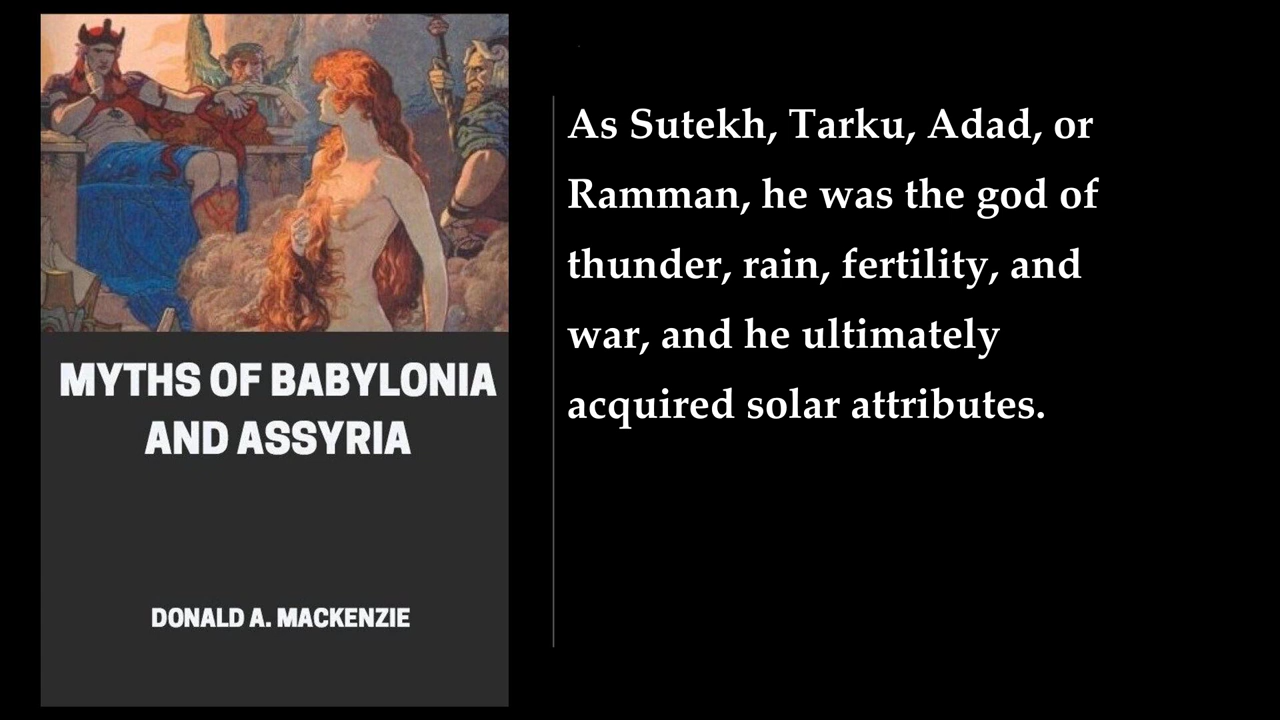 MYTHS OF BABYLONIA
AND ASSYRIA
DONALD A. MACKENZIE
As Sutekh, Tarku, Adad, or
Ramman, he was the god of
thunder, rain, fertility, and
war, and he ultimately
acquired solar attributes.